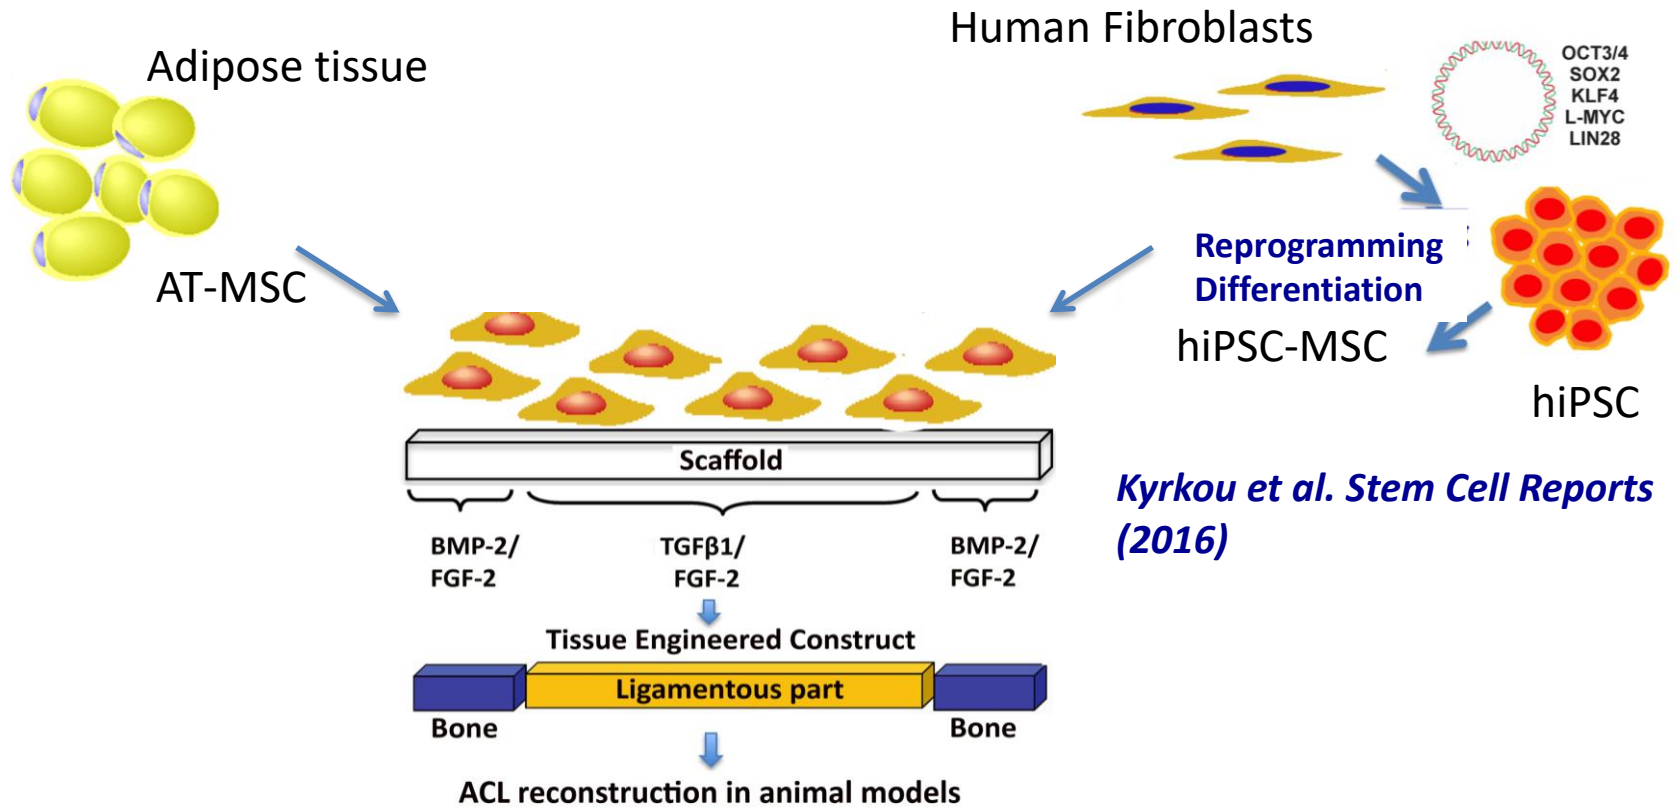 Human Fibroblasts
Adipose tissue
OCT3/4
SOX2
KLF4
L-MYC
LIN28
AT-MSC
Reprogramming
Differentiation
hiPSC-MSC
hiPSC
Scaffold
Kyrkou et al. Stem Cell Reports
(2016)
BMP-2/
FGF-2
TGFβ1/
FGF-2
BMP-2/
FGF-2
Tissue Engineered Construct
Ligamentous part
Bone
Bone
ACL reconstruction in animal models